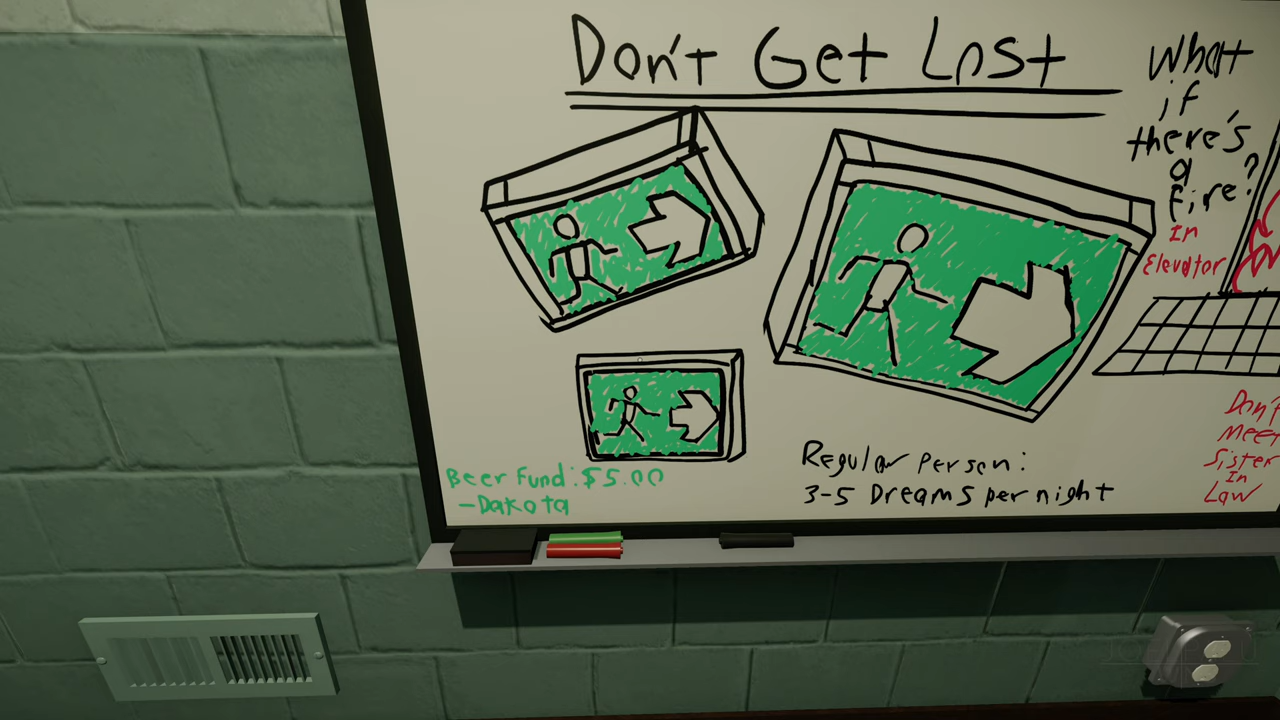 Don't Get Lost
What
if
there's
a
fire?
In
Elevator
Regular person:
3-5 Dreams per night
Beer Fund: $5.00
-Dakota
Don't
Meet
Sister
In
Law